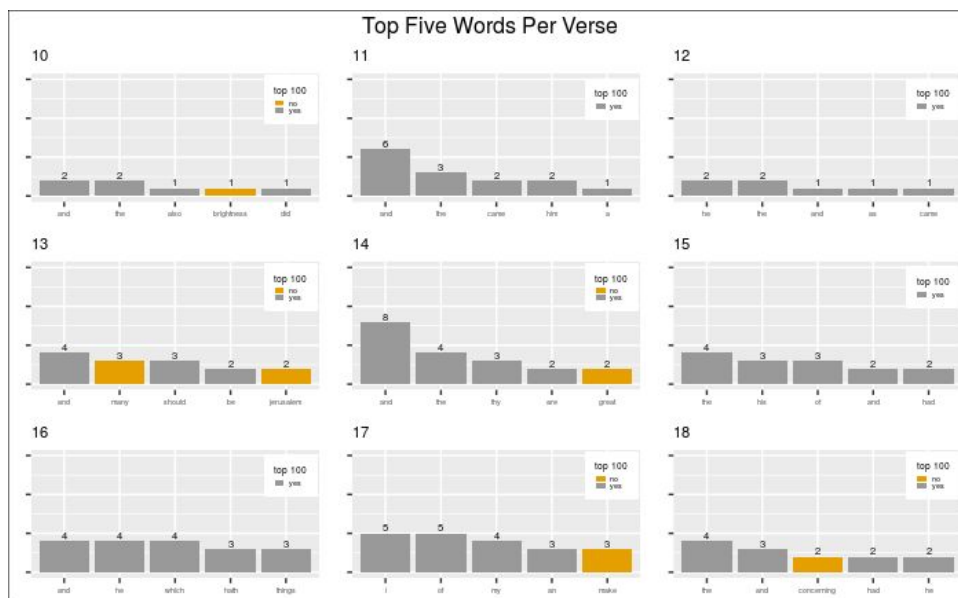 Top Five Words Per Verse
10
top 100
no
yes
2 2 1 1 1
and the also brightness did
11
top 100
yes
6 3 2 2 1
and the came him a
12
top 100
yes
2 2 1 1 1
he the and as came
13
top 100
no
yes
4 3 3 2 2
and many should be jerusalem
14
top 100
no
yes
8 4 3 2 2
and the thy are great
15
top 100
yes
4 3 3 2 2
the his of and had
16
top 100
yes
4 4 4 3 3
and he which hath things
17
top 100
no
yes
5 5 4 3 3
i of my an make
18
top 100
no
yes
4 3 2 2 2
the and concerning had he